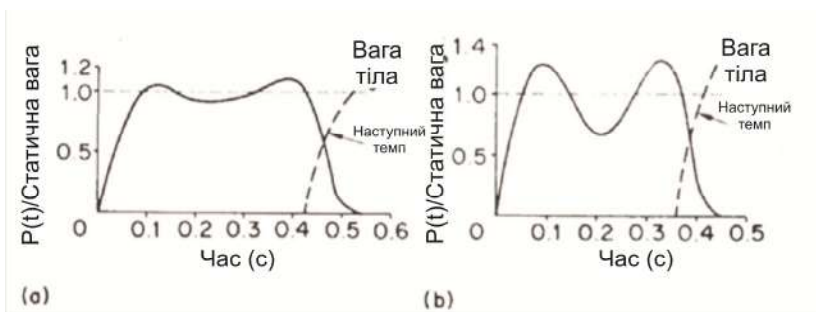 P(t)/Статична вага
1.2
1.0
0.5
0
0.1
0.2
0.3
0.4
0.5
0.6
Час (с)
Вага
тіла
Наступний
темп
(a)
P(t)/Статична вага
1.4
1.0
0.5
0
0.1
0.2
0.3
0.4
0.5
Час (с)
Вага
тіла
Наступний
темп
(b)